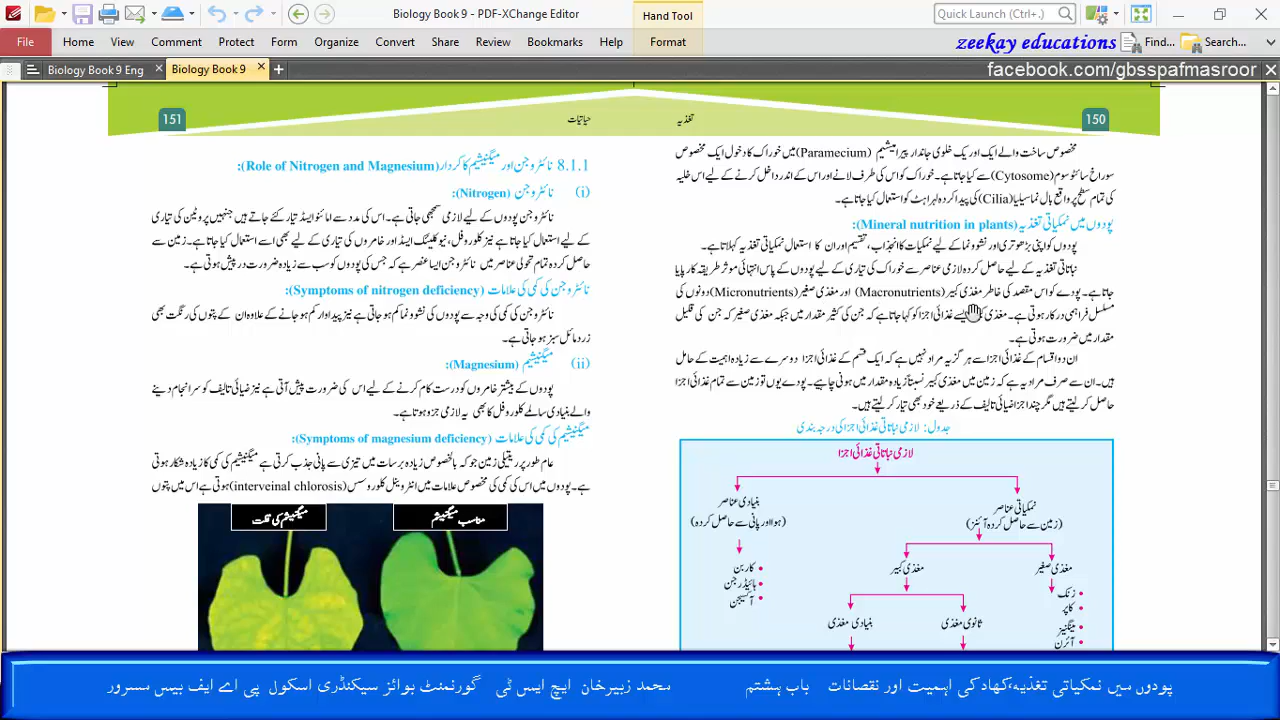 Biology Book 9 - PDF-XChange Editor
Hand Tool
Quick Launch (Ctrl+.)
File
Home
View
Comment
Protect
Form
Organize
Convert
Share
Review
Bookmarks
Help
Format
zeekay educations
Find...
Search...
Biology Book 9 Eng
Biology Book 9
facebook.com/gbsspafmasroor
150
تغذیہ
مخصوص ساخت والے ایک اور یک خلوی جاندار پیرامیشیم (Paramecium) میں خوراک کا دخول ایک مخصوص
سوراخ سائٹوسوم (Cytosome) سے کیا جاتا ہے۔ خوراک کو اس کی طرف لانے اور اس کے اندر داخل کرنے کے لیے اس خلیہ
کی تمام سطح پر واقع بال نما سیلیا (Cilia) کی پیدا کردہ لہراہٹ کو استعمال کیا جاتا ہے۔
پودوں میں نمکیاتی تغذیہ (Mineral nutrition in plants):
پودوں کو اپنی بڑھوتری اور نشوونما کے لیے نمکیات کا انجذاب، تقسیم اور ان کا استعمال نمکیاتی تغذیہ کہلاتا ہے۔
نباتاتی تغذیہ کے لیے حاصل کردہ لازمی عناصر سے خوراک کی تیاری کے لیے پودوں کے پاس انتہائی موثر طریقہ کار پایا
جاتا ہے۔ پودے کو اس مقصد کی خاطر مغذی کبیر (Macronutrients) اور مغذی صغیر (Micronutrients) دونوں کی
مسلسل فراہمی درکار ہوتی ہے۔ مغذی کبیر ایسے غذائی اجزا کو کہا جاتا ہے کہ جن کی کثیر مقدار میں جبکہ مغذی صغیر کہ جن کی قلیل
مقدار میں ضرورت ہوتی ہے۔
ان دو اقسام کے غذائی اجزا سے ہر گز یہ مراد نہیں ہے کہ ایک قسم کے غذائی اجزا دوسرے سے زیادہ اہمیت کے حامل
ہیں۔ ان سے صرف مراد یہ ہے کہ زمین میں مغذی کبیر نسبتاً زیادہ مقدار میں ہونی چاہیے۔ پودے یوں تو زمین سے تمام غذائی اجزا
حاصل کر لیتے ہیں مگر چند اجزا ضیائی تالیف کے ذریعے خود بھی تیار کر لیتے ہیں۔
جدول: لازمی نباتاتی غذائی اجزا کی درجہ بندی
لازمی نباتاتی غذائی اجزا
نمکیاتی عناصر
(زمین سے حاصل کردہ آئنز)
بنیادی عناصر
(ہوا اور پانی سے حاصل کردہ)
مغذی صغیر
مغذی کبیر
• کاربن
• ہائیڈروجن
• آکسیجن
• زنک
• کاپر
• مینگنیز
• آئرن
ثانوی مغذی
بنیادی مغذی
151
حیاتیات
8.1.1 نائٹروجن اور میگنیشیم کا کردار (Role of Nitrogen and Magnesium):
(i) نائٹروجن (Nitrogen):
نائٹروجن پودوں کے لیے لازمی سمجھی جاتی ہے۔ اس کی مدد سے امائنو ایسڈ تیار کئے جاتے ہیں جنہیں پروٹین کی تیاری
کے لیے استعمال کیا جاتا ہے نیز کلوروفل، نیوکلیئک ایسڈ اور خامروں کی تیاری کے لیے بھی اسے استعمال کیا جاتا ہے۔ زمین سے
حاصل کردہ تمام تحولی عناصر میں نائٹروجن ایسا عنصر ہے کہ جس کی پودوں کو سب سے زیادہ ضرورت درپیش ہوتی ہے۔
نائٹروجن کی کمی کی علامات (Symptoms of nitrogen deficiency):
نائٹروجن کی کمی کی وجہ سے پودوں کی نشوونما کم ہو جاتی ہے نیز پیداوار کم ہو جانے کے علاوہ ان کے پتوں کی رنگت بھی
زردمائل سبز ہو جاتی ہے۔
(ii) میگنیشیم (Magnesium):
پودوں کے بیشتر خامروں کو درست کام کرنے کے لیے اس کی ضرورت پیش آتی ہے نیز ضیائی تالیف کو سرانجام دینے
والے بنیادی سالمے کلوروفل کا بھی یہ لازمی جزو ہوتا ہے۔
میگنیشیم کی کمی کی علامات (Symptoms of magnesium deficiency):
عام طور پر ریتیلی زمین جو کہ بالخصوص زیادہ برسات میں تیزی سے پانی جذب کرتی ہے میگنیشیم کی کمی کا زیادہ شکار ہوتی
ہے۔ پودوں میں اس کی کمی کی مخصوص علامات میں انٹروینل کلوروسس (interveinal chlorosis) ہوتی ہے اس میں پتوں
مناسب میگنیشیم
میگنیشیم کی قلت
پودوں میں نمکیاتی تغذیہ،کھاد کی اہمیت اور نقصانات باب ہشتم محمد زبیرخان ایچ ایس ٹی گورنمنٹ بوائز سیکنڈری اسکول پی اے ایف بیس مسرور